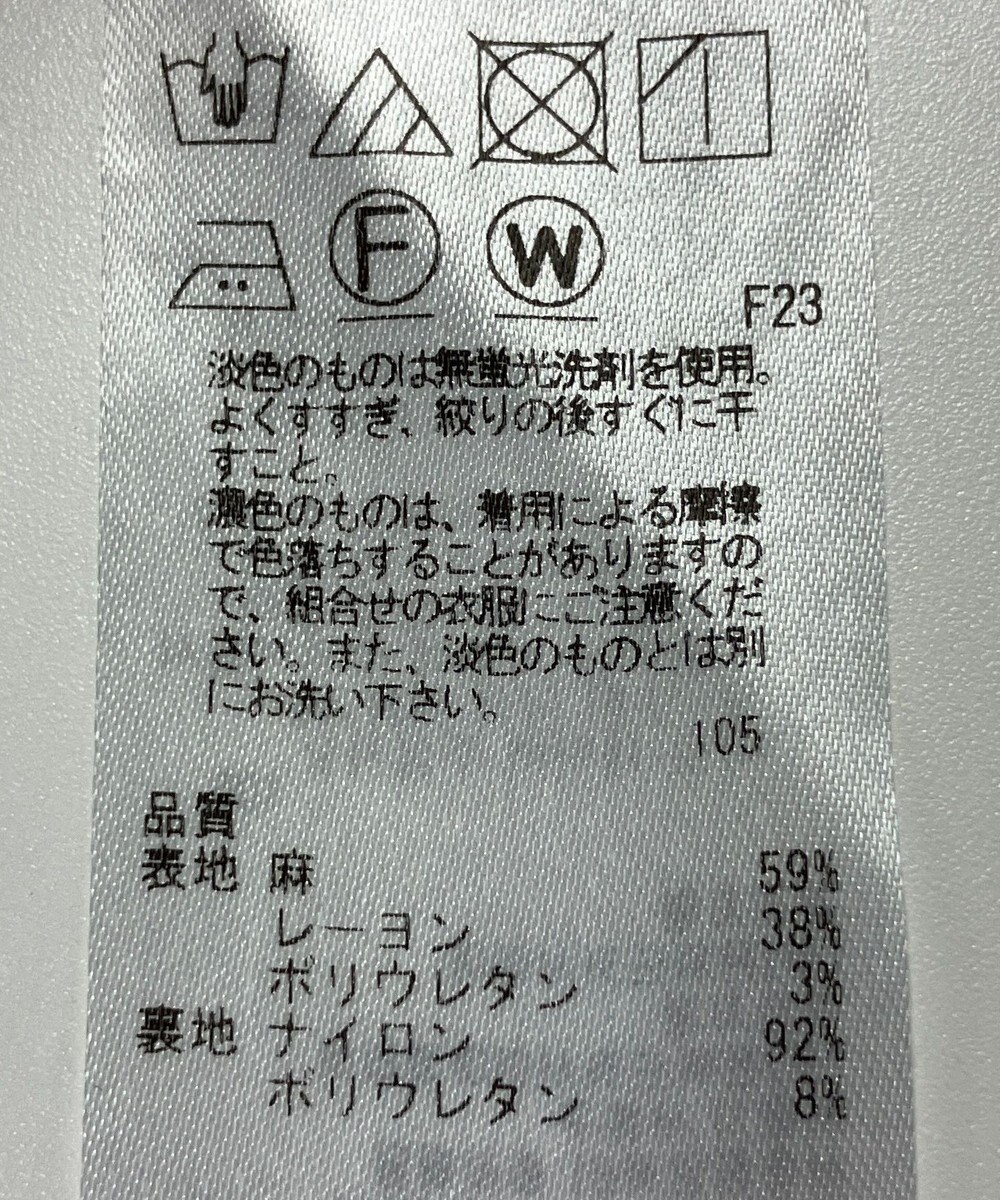 F W
F23
淡色のものは無蛍光洗剤を使用。
よくすすぎ、絞りの後すぐに干
すこと。
濃色のものは、着用による摩擦
で色落ちすることがありますの
で、組合せの衣服にご注意くだ
さい。また、淡色のものとは別
にお洗い下さい。
105
品質
表地 麻 59%
レーヨン 38%
ポリウレタン 3%
裏地 ナイロン 92%
ポリウレタン 8%